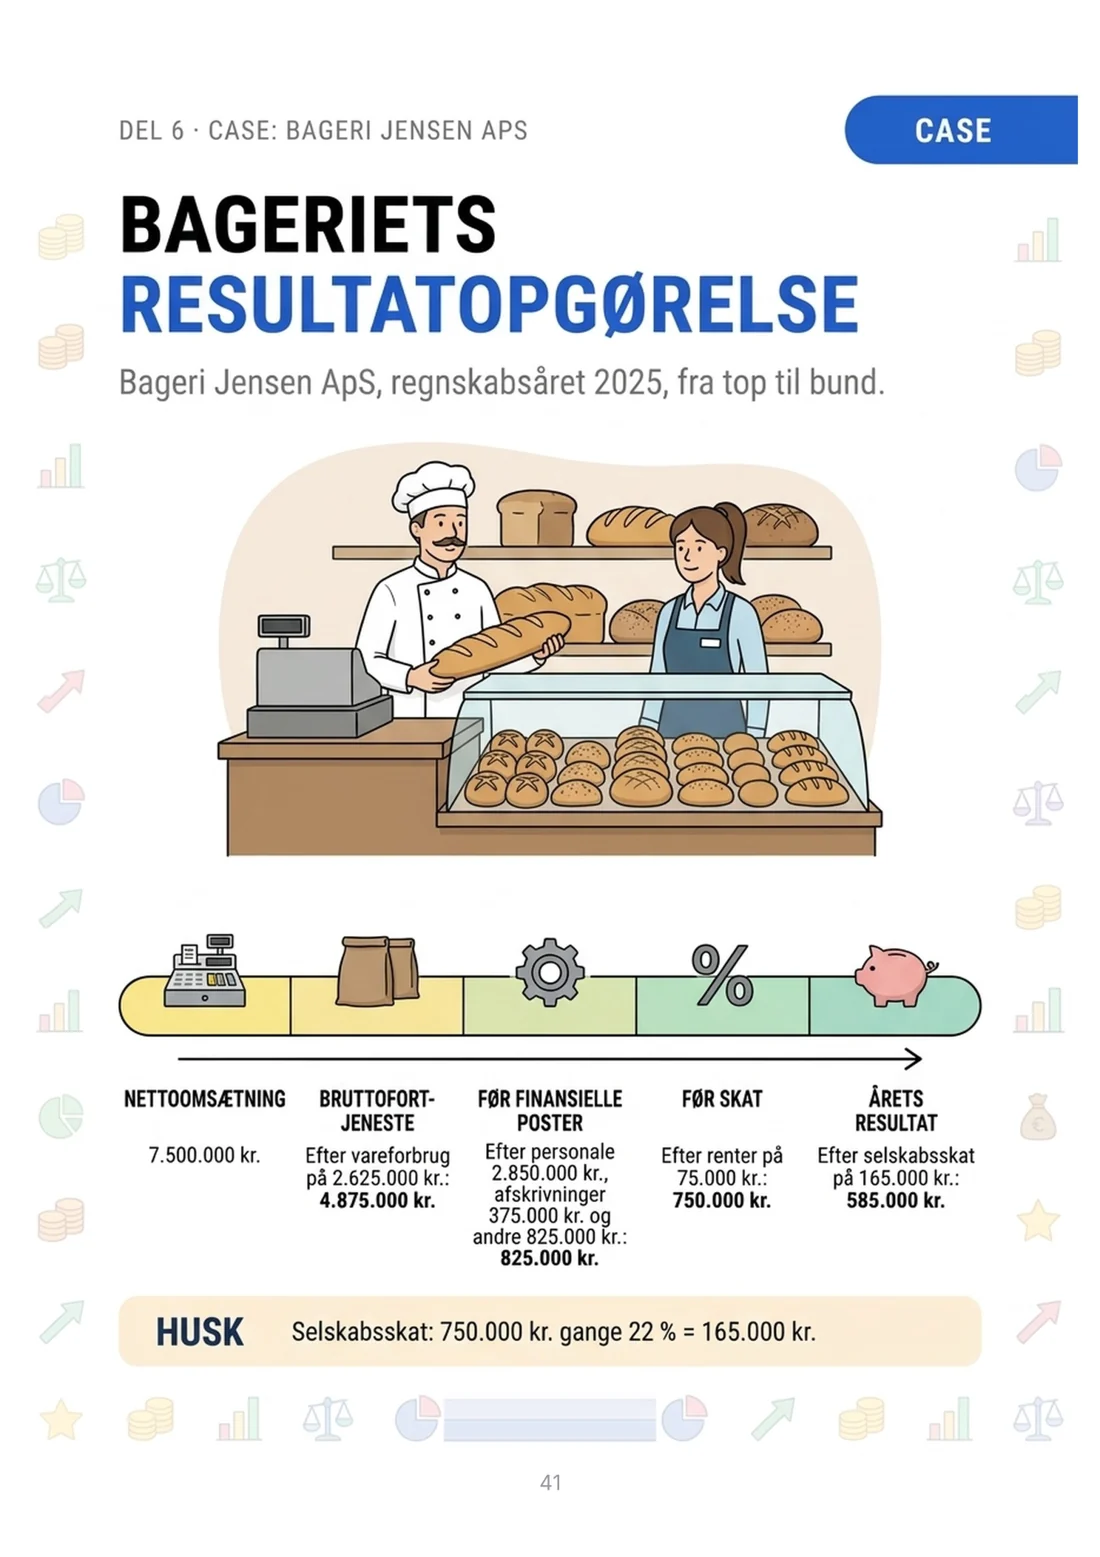 DEL 6 · CASE: BAGERI JENSEN APS
CASE
BAGERIETS
RESULTATOPGØRELSE
Bageri Jensen ApS, regnskabsåret 2025, fra top til bund.
NETTOOMSÆTNING
7.500.000 kr.
BRUTTOFORT-
JENESTE
Efter vareforbrug
på 2.625.000 kr.:
4.875.000 kr.
FØR FINANSIELLE
POSTER
Efter personale
2.850.000 kr.,
afskrivninger
375.000 kr. og
andre 825.000 kr.:
825.000 kr.
FØR SKAT
Efter renter på
75.000 kr.:
750.000 kr.
ÅRETS
RESULTAT
Efter selskabsskat
på 165.000 kr.:
585.000 kr.
HUSK
Selskabsskat: 750.000 kr. gange 22 % = 165.000 kr.
41